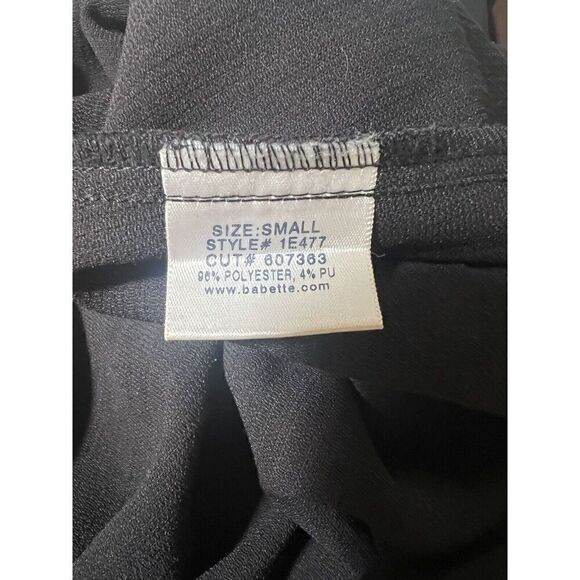 SIZE:SMALL
STYLE# 1E477
CUT# 607363
96% POLYESTER, 4% PU
www.babette.com